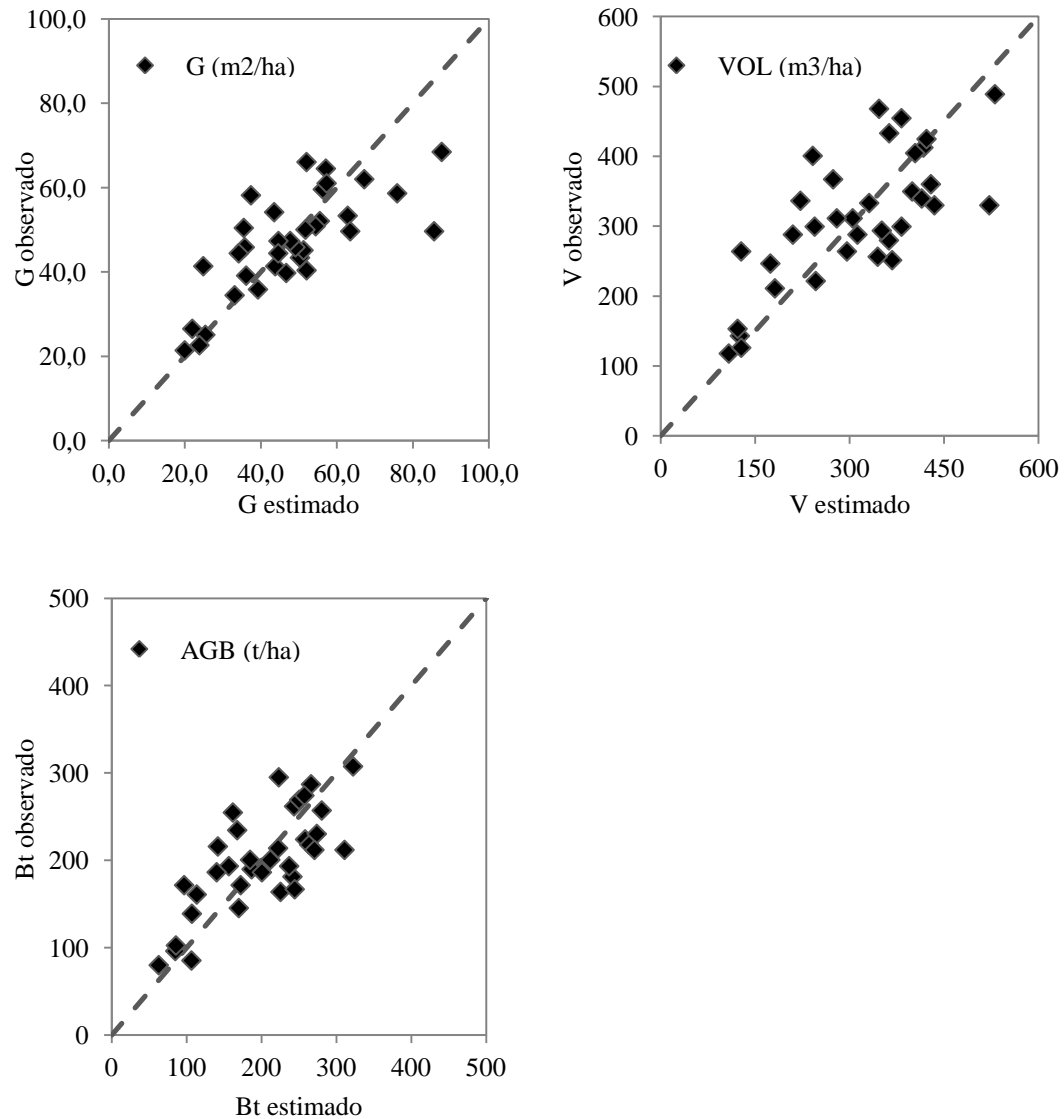 G (m2/ha)
G observado
100,0
80,0
60,0
40,0
20,0
0,0
0,0 20,0 40,0 60,0 80,0 100,0
G estimado
VOL (m3/ha)
V observado
600
500
400
300
200
100
0
0 150 300 450 600
V estimado
AGB (t/ha)
Bt observado
500
400
300
200
100
0
0 100 200 300 400 500
Bt estimado